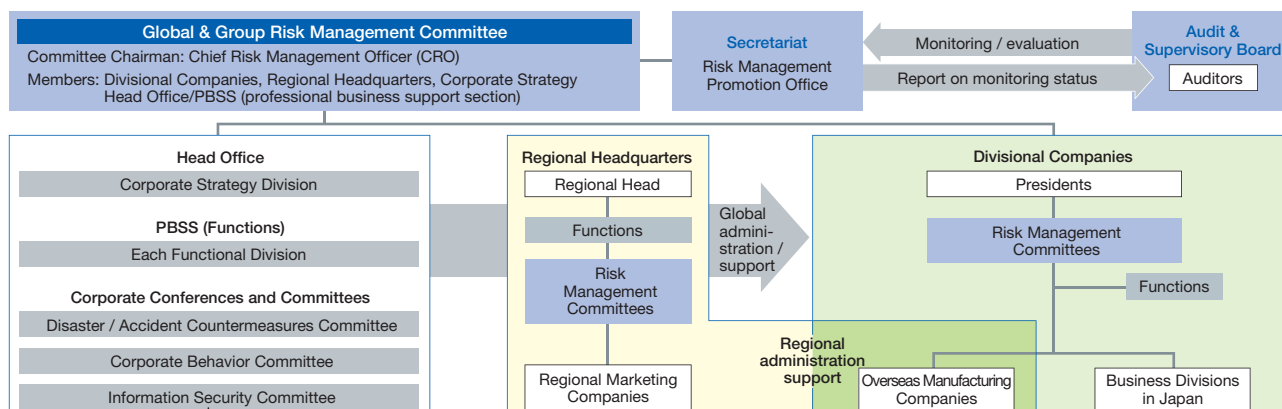 Global & Group Risk Management Committee
Committee Chairman: Chief Risk Management Officer (CRO)
Members: Divisional Companies, Regional Headquarters, Corporate Strategy
Head Office/PBSS (professional business support section)
Secretariat
Risk Management
Promotion Office
Monitoring / evaluation
Report on monitoring status
Audit &
Supervisory Board
Auditors
Head Office
Corporate Strategy Division
PBSS (Functions)
Each Functional Division
Corporate Conferences and Committees
Disaster / Accident Countermeasures Committee
Corporate Behavior Committee
Information Security Committee
Regional Headquarters
Regional Head
Functions
Risk
Management
Committees
Regional Marketing
Companies
Global
admini-
stration /
support
Divisional Companies
Presidents
Risk Management
Committees
Functions
Regional
administration
support
Overseas Manufacturing
Companies
Business Divisions
in Japan